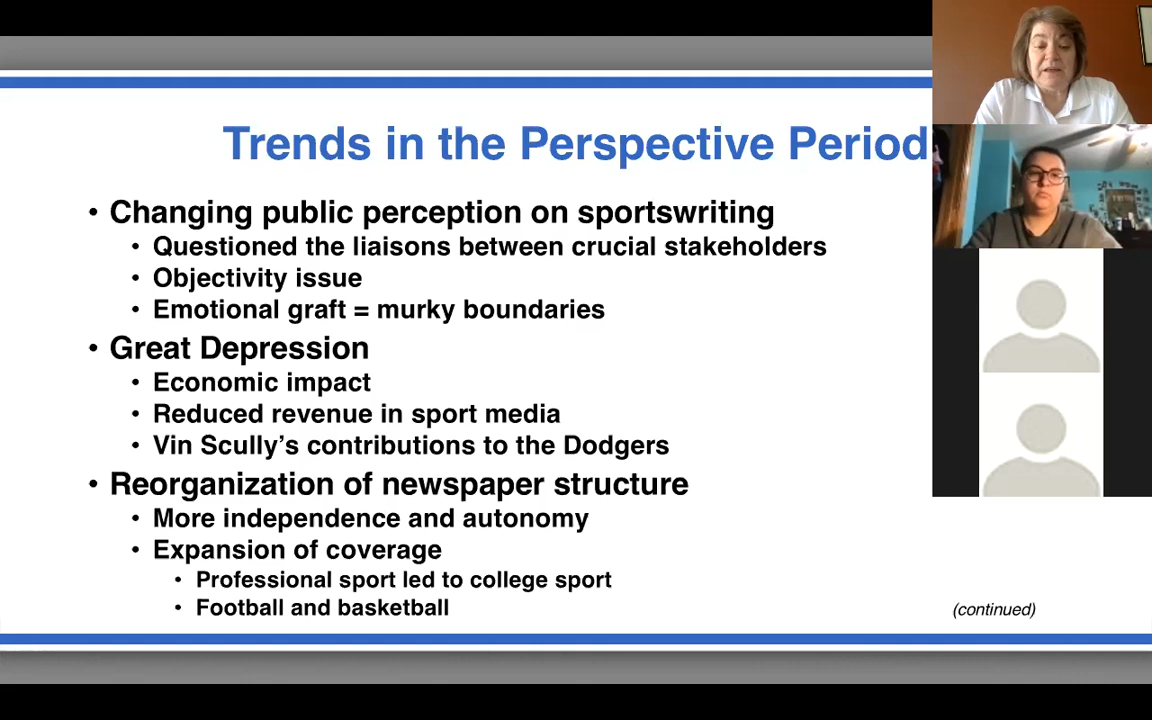 Trends in the Perspective Period
• Changing public perception on sportswriting
• Questioned the liaisons between crucial stakeholders
• Objectivity issue
• Emotional graft = murky boundaries
• Great Depression
• Economic impact
• Reduced revenue in sport media
• Vin Scully's contributions to the Dodgers
• Reorganization of newspaper structure
• More independence and autonomy
• Expansion of coverage
• Professional sport led to college sport
• Football and basketball
(continued)